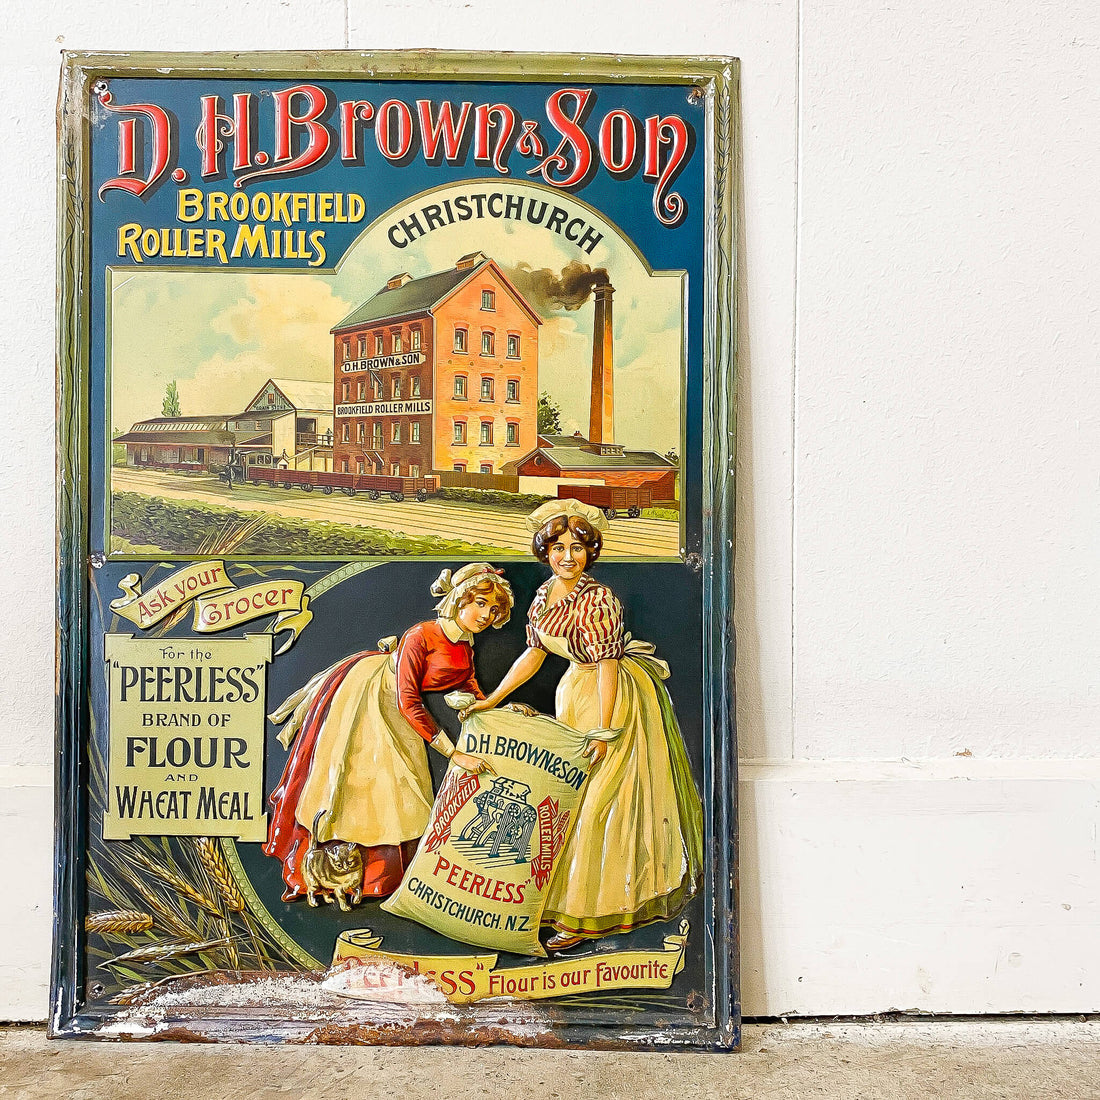 D. H. Brown & Son
Brookfield
Roller Mills
Christchurch
D. H. Brown & Son
Brookfield Roller Mills
Ask your
Grocer
For the
"Peerless"
Brand of
Flour
and
Wheat Meal
D.H. Brown & Son
Brookfield
Roller Mills
"Peerless"
Christchurch. N.Z.
"Peerless" Flour is our Favourite